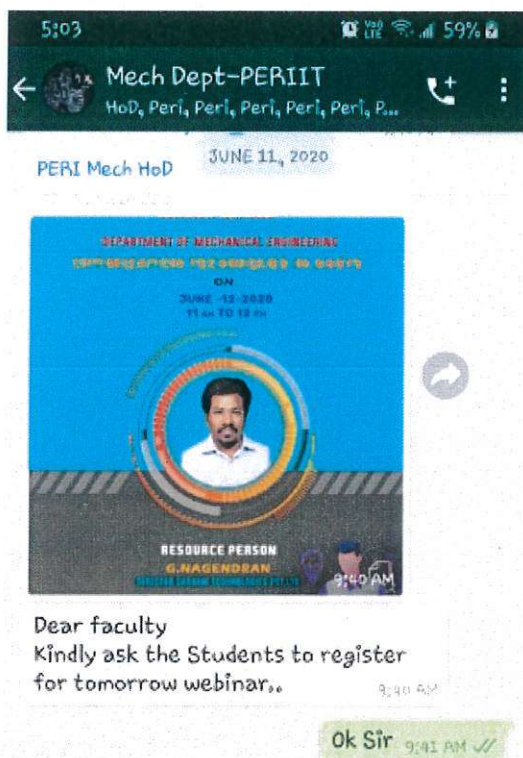 5:03
VoD LTE 59%
Mech Dept-PERIIT
HoD, Peri, Peri, Peri, Peri, Peri, P...
JUNE 11, 2020
PERI Mech HoD
DEPARTMENT OF MECHANICAL ENGINEERING
ON
JUNE -12-2020
11 AM TO 12 PM
RESOURCE PERSON
G.NAGENDRAN
9:40 AM
Dear faculty
Kindly ask the Students to register
for tomorrow webinar..
9:40 AM
Ok Sir 9:41 AM